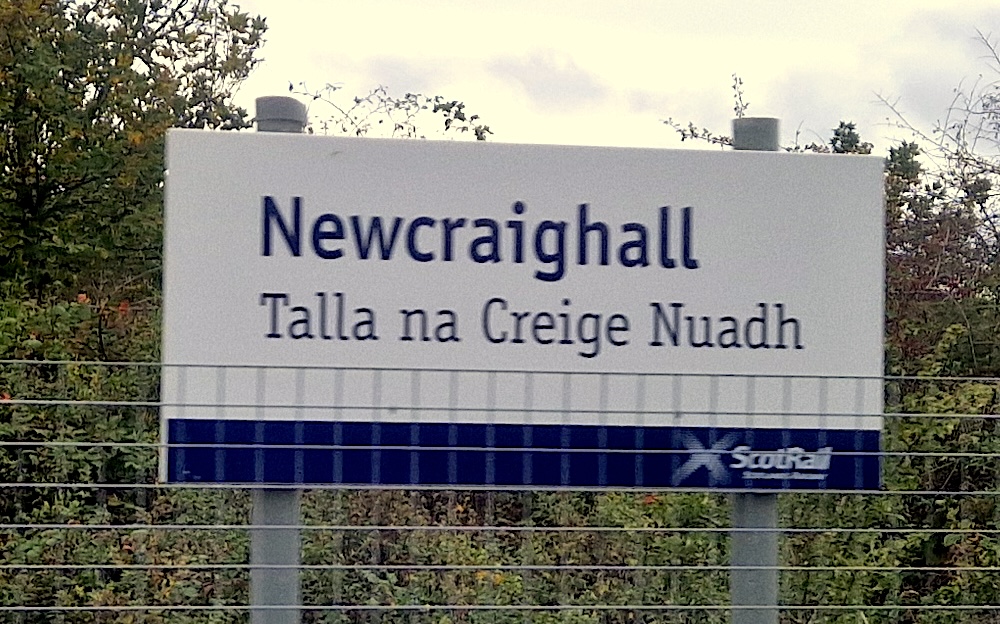 Newcraighall
Talla na Creige Nuadh
ScotRail